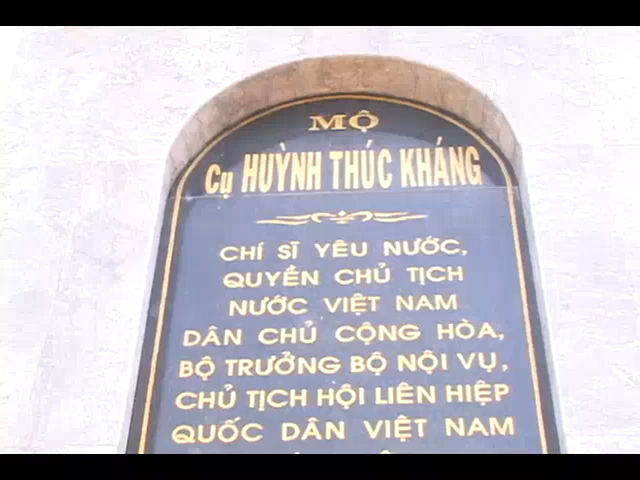 MỘ
Cụ HUỲNH THÚC KHÁNG
CHÍ SĨ YÊU NƯỚC,
QUYỀN CHỦ TỊCH
NƯỚC VIỆT NAM
DÂN CHỦ CỘNG HÒA,
BỘ TRƯỞNG BỘ NỘI VỤ,
CHỦ TỊCH HỘI LIÊN HIỆP
QUỐC DÂN VIỆT NAM